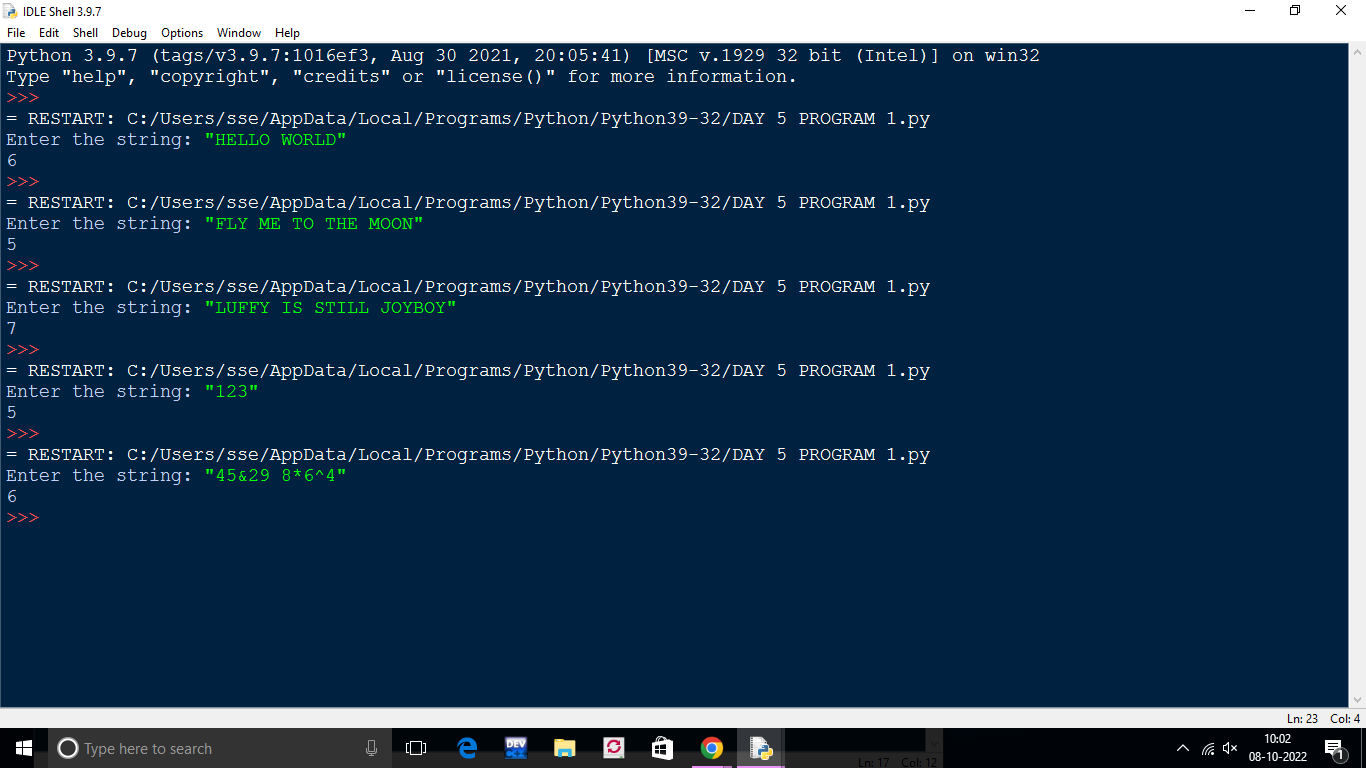 IDLE Shell 3.9.7
File Edit Shell Debug Options Window Help
Python 3.9.7 (tags/v3.9.7:1016ef3, Aug 30 2021, 20:05:41) [MSC v.1929 32 bit (Intel)] on win32
Type "help", "copyright", "credits" or "license()" for more information.
>>>
= RESTART: C:/Users/sse/AppData/Local/Programs/Python/Python39-32/DAY 5 PROGRAM 1.py
Enter the string: "HELLO WORLD"
6
>>>
= RESTART: C:/Users/sse/AppData/Local/Programs/Python/Python39-32/DAY 5 PROGRAM 1.py
Enter the string: "FLY ME TO THE MOON"
5
>>>
= RESTART: C:/Users/sse/AppData/Local/Programs/Python/Python39-32/DAY 5 PROGRAM 1.py
Enter the string: "LUFFY IS STILL JOYBOY"
7
>>>
= RESTART: C:/Users/sse/AppData/Local/Programs/Python/Python39-32/DAY 5 PROGRAM 1.py
Enter the string: "123"
5
>>>
= RESTART: C:/Users/sse/AppData/Local/Programs/Python/Python39-32/DAY 5 PROGRAM 1.py
Enter the string: "45&29 8*6^4"
6
>>>
Ln: 23 Col: 4
Type here to search
DEV
Ln: 17 Col: 12
10:02
08-10-2022
1